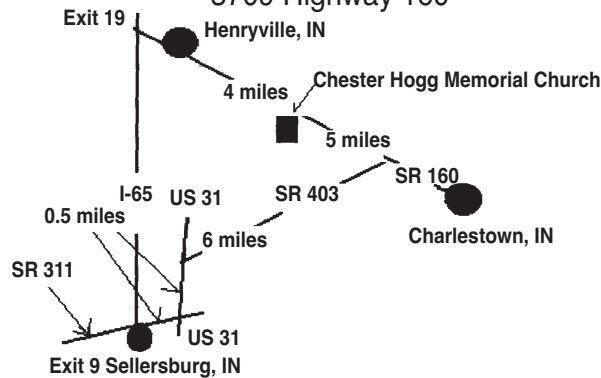 Highway 160
Exit 19
Henryville, IN
4 miles
Chester Hogg Memorial Church
5 miles
SR 160
I-65
US 31
SR 403
0.5 miles
6 miles
Charlestown, IN
SR 311
US 31
Exit 9 Sellersburg, IN